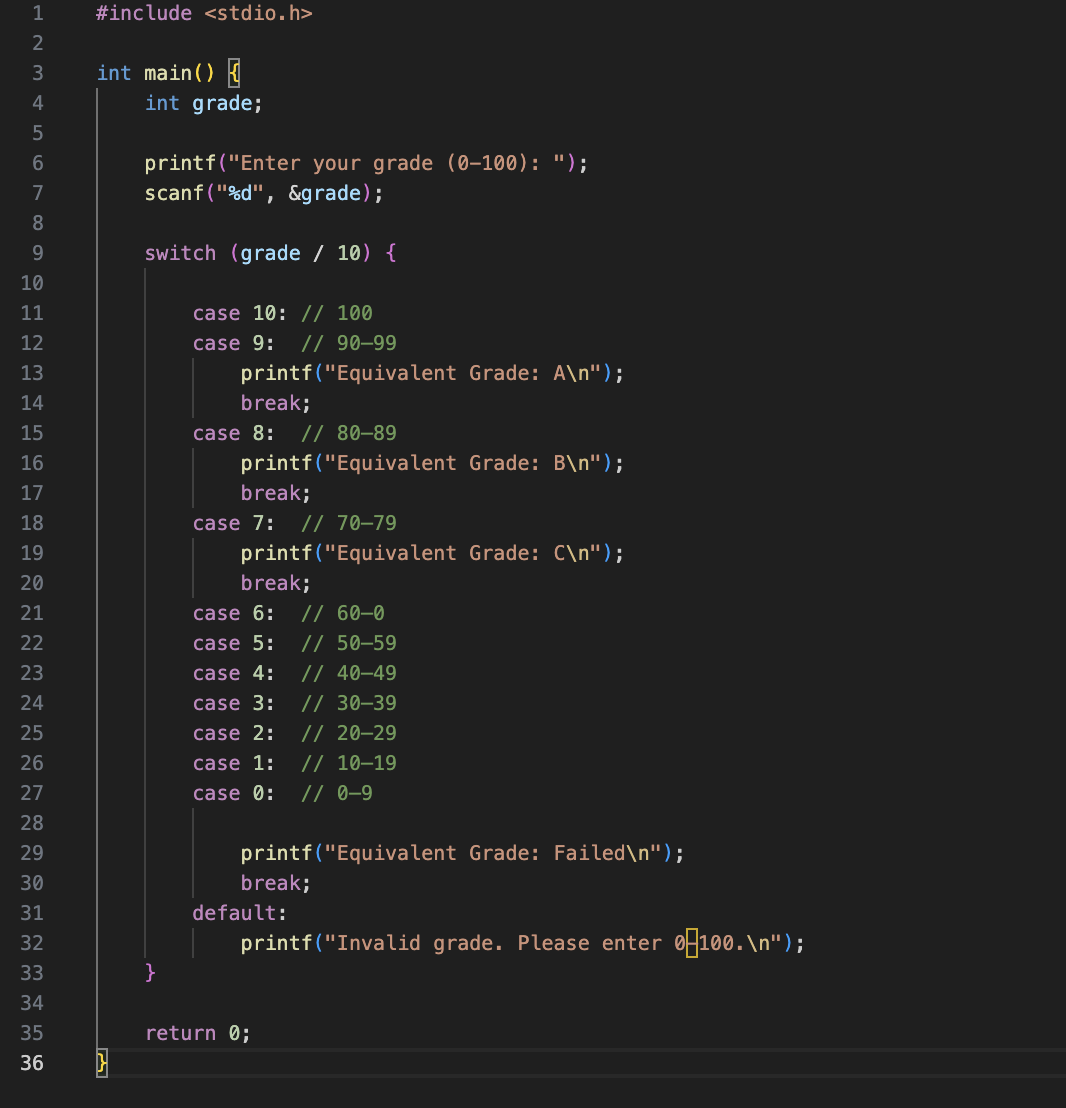 1 #include <stdio.h>
2
3 int main() {
4     int grade;
5
6     printf("Enter your grade (0-100): ");
7     scanf("%d", &grade);
8
9     switch (grade / 10) {
10
11         case 10: // 100
12         case 9:  // 90–99
13             printf("Equivalent Grade: A\n");
14             break;
15         case 8:  // 80–89
16             printf("Equivalent Grade: B\n");
17             break;
18         case 7:  // 70–79
19             printf("Equivalent Grade: C\n");
20             break;
21         case 6:  // 60–0
22         case 5:  // 50–59
23         case 4:  // 40–49
24         case 3:  // 30–39
25         case 2:  // 20–29
26         case 1:  // 10–19
27         case 0:  // 0–9
28
29             printf("Equivalent Grade: Failed\n");
30             break;
31         default:
32             printf("Invalid grade. Please enter 0–100.\n");
33     }
34
35     return 0;
36 }